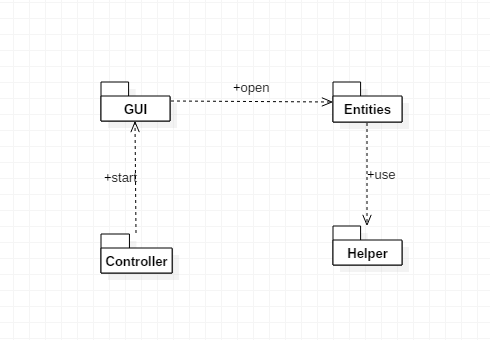 +open
GUI
Entities
+start
+use
Controller
Helper